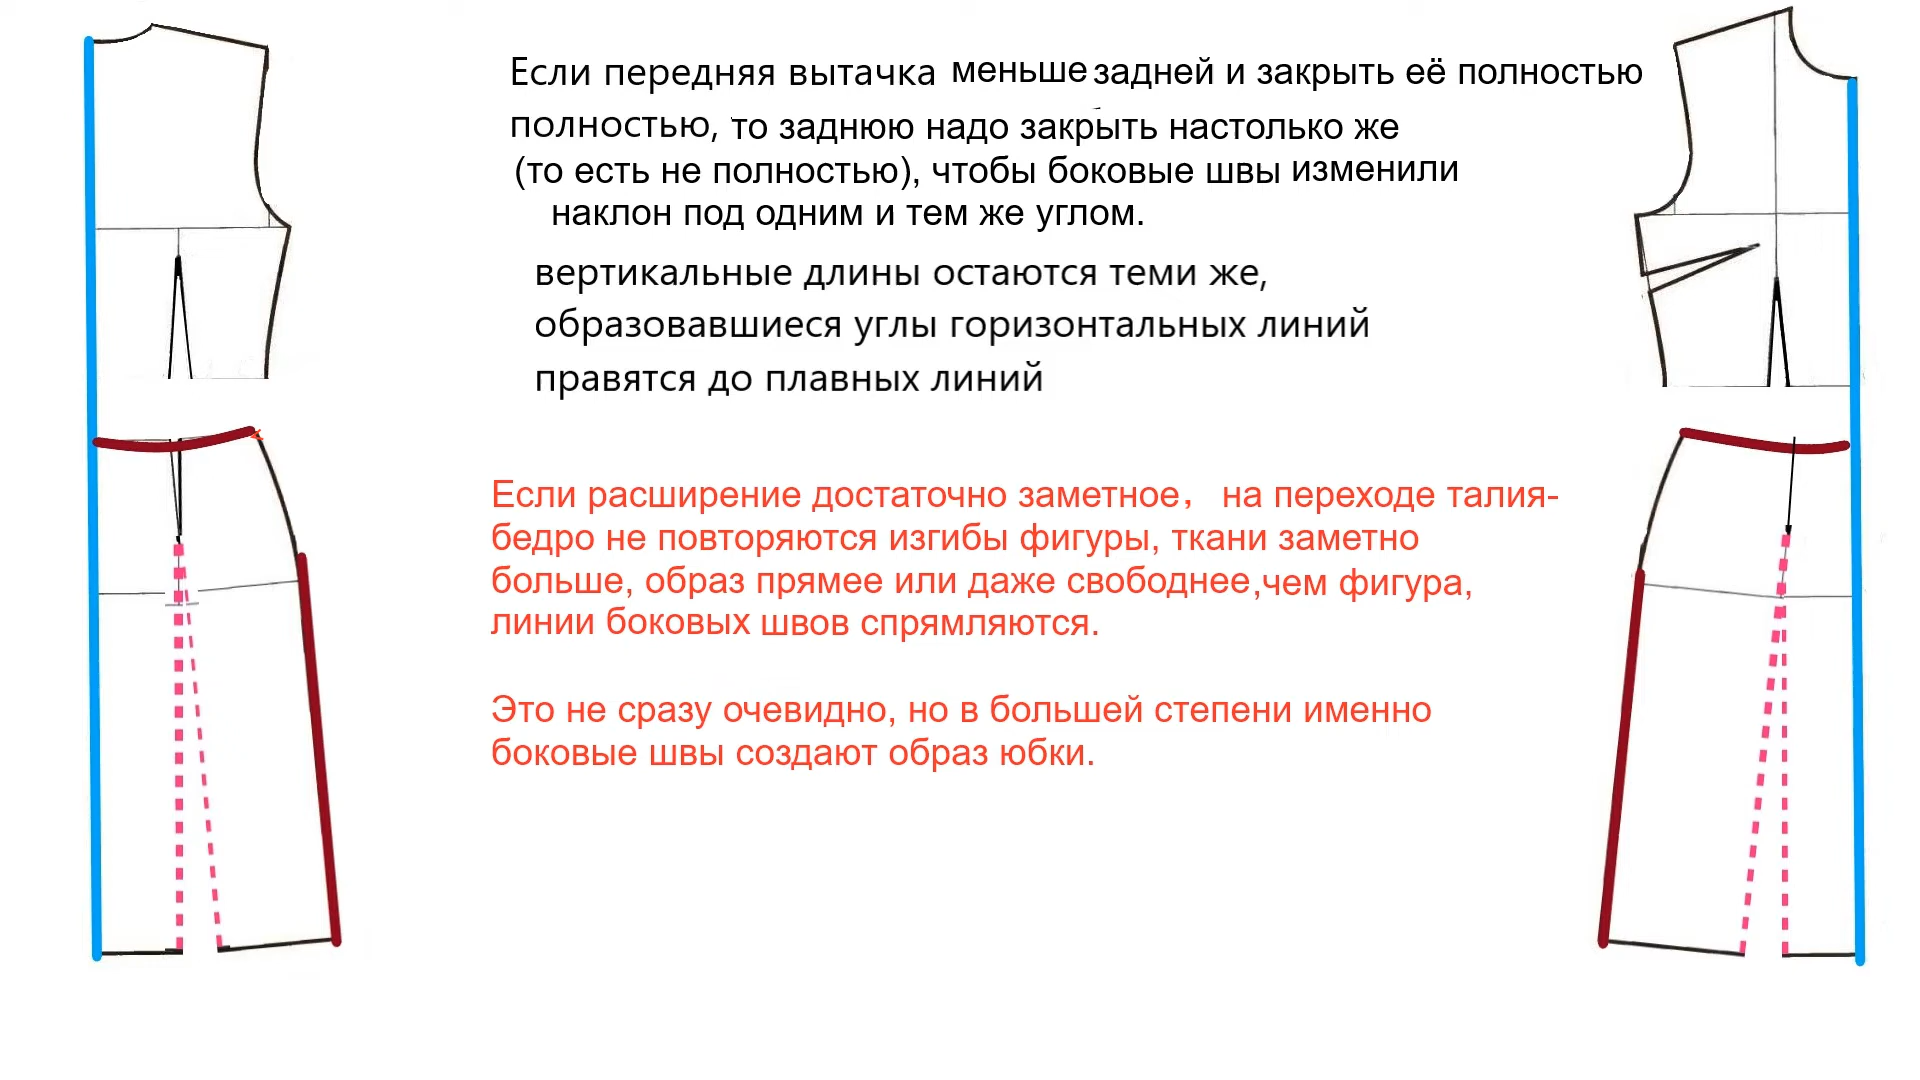 Если передняя вытачка меньше задней и закрыть её полностью
полностью, то заднюю надо закрыть настолько же
(то есть не полностью), чтобы боковые швы изменили
наклон под одним и тем же углом.
вертикальные длины остаются теми же,
образовавшиеся углы горизонтальных линий
правятся до плавных линий
Если расширение достаточно заметное, на переходе талия-
бедро не повторяются изгибы фигуры, ткани заметно
больше, образ прямее или даже свободнее,чем фигура,
линии боковых швов спрямляются.
Это не сразу очевидно, но в большей степени именно
боковые швы создают образ юбки.